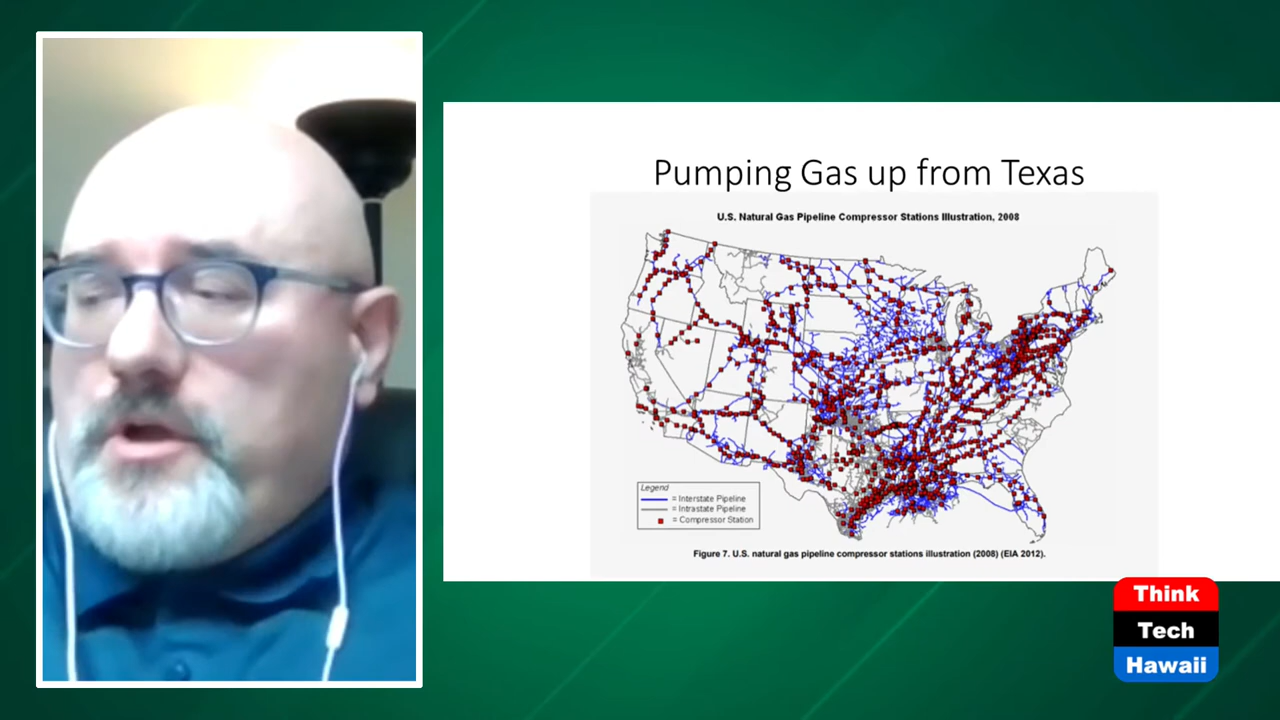 Pumping Gas up from Texas
U.S. Natural Gas Pipeline Compressor Stations Illustration, 2008
Legend
= Interstate Pipeline
= Intrastate Pipeline
= Compressor Station
Figure 7. U.S. natural gas pipeline compressor stations illustration (2008) (EIA 2012).
Think
Tech
Hawaii